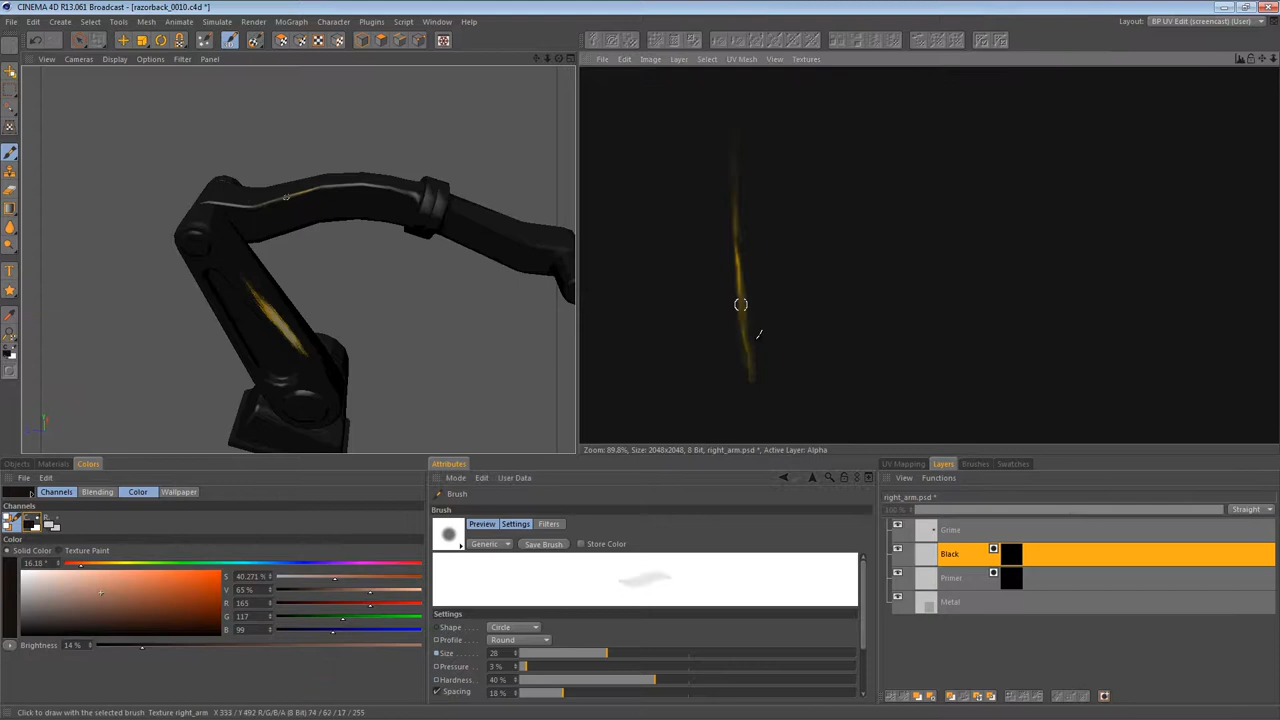 CINEMA 4D R13.061 Broadcast - [razorback_0010.c4d *]
File Edit Create Select Tools Mesh Animate Simulate Render MoGraph Character Plugins Script Window Help
Layout: BP UV Edit (screencast) (User)
View Cameras Display Options Filter Panel
File Edit Image Layer Select UV Mesh View Textures
Zoom: 89.8%, Size: 2048x2048, 8 Bit, right_arm.psd *, Active Layer: Alpha
Objects Materials Colors
Attributes
UV Mapping Layers Brushes Swatches
File Edit
Mode Edit User Data
View Functions
Channels Blending Color Wallpaper
Brush
right_arm.psd *
Channels
Brush
100 %
Straight
C.
R.
Preview Settings Filters
Grime
Color
Generic Save Brush Store Color
Black
Solid Color Texture Paint
Primer
16.18 °
Metal
S 40.271 %
V 65 %
R 165
G 117
B 99
Brightness 14 %
Settings
Shape Circle
Profile Round
Size 28
Pressure 3 %
Hardness 40 %
Spacing 18 %
Click to draw with the selected brush Texture right_arm X 353 / Y 492 R/G/B/A (8 Bit) 74 / 62 / 17 / 255